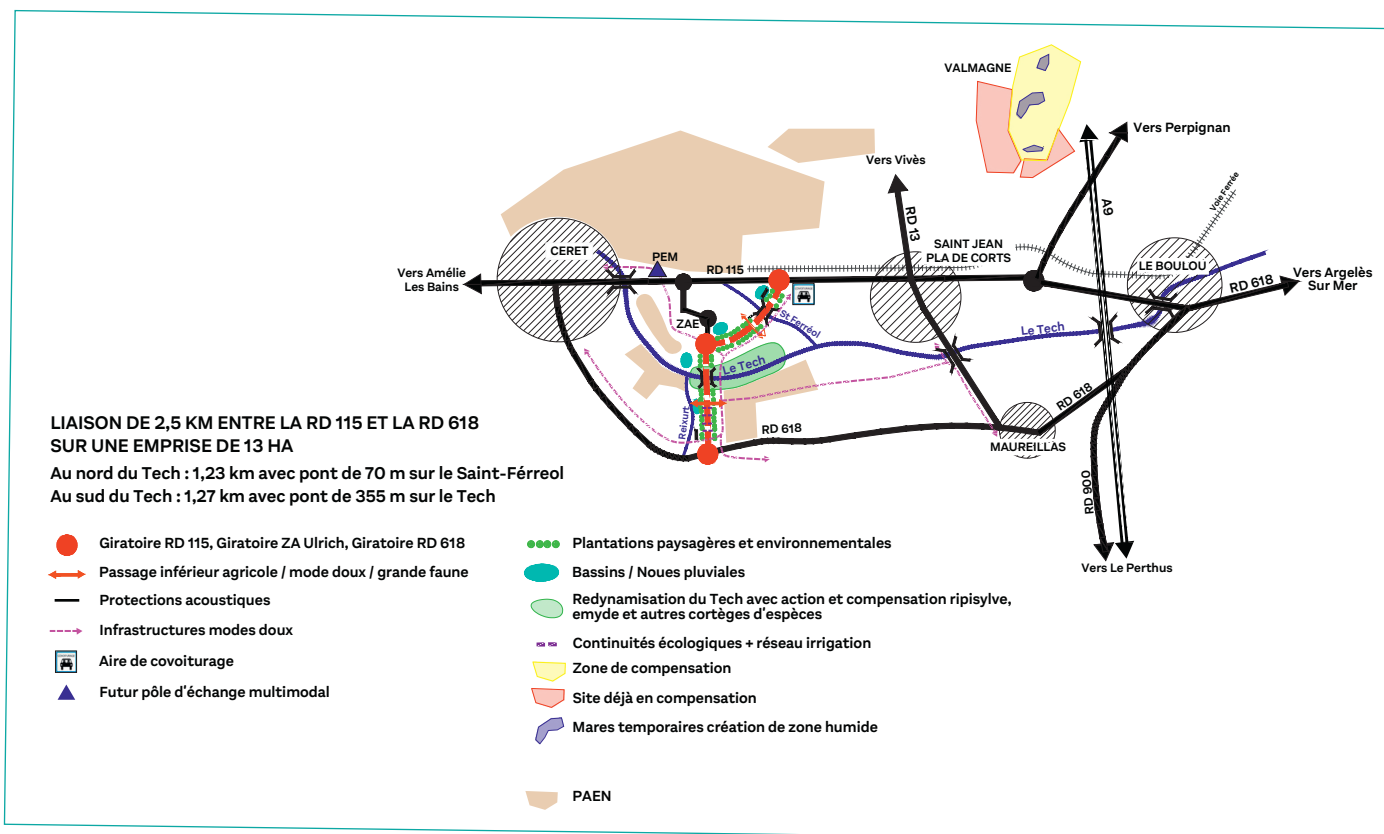 VALMAGNE
Vers Perpignan
Vers Vivès
Voie Ferrée
A9
RD 13
CERET
PEM
SAINT JEAN
PLA DE CORTS
LE BOULOU
Vers Amélie
Les Bains
RD 115
RD 618
Vers Argelès
Sur Mer
ZAE
St Ferréol
Le Tech
Le Tech
Reixurt
RD 618
RD 618
MAUREILLAS
RD 900
Vers Le Perthus
LIAISON DE 2,5 KM ENTRE LA RD 115 ET LA RD 618
SUR UNE EMPRISE DE 13 HA
Au nord du Tech : 1,23 km avec pont de 70 m sur le Saint-Férreol
Au sud du Tech : 1,27 km avec pont de 355 m sur le Tech
Giratoire RD 115, Giratoire ZA Ulrich, Giratoire RD 618
Passage inférieur agricole / mode doux / grande faune
Protections acoustiques
Infrastructures modes doux
Aire de covoiturage
Futur pôle d'échange multimodal
Plantations paysagères et environnementales
Bassins / Noues pluviales
Redynamisation du Tech avec action et compensation ripisylve,
emyde et autres cortèges d'espèces
Continuités écologiques + réseau irrigation
Zone de compensation
Site déjà en compensation
Mares temporaires création de zone humide
PAEN